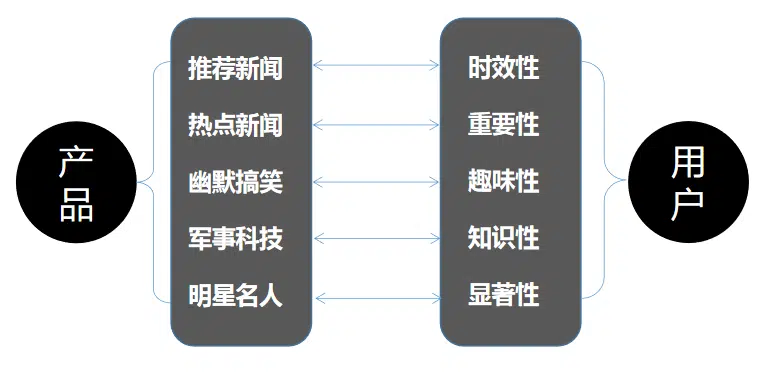 产品
推荐新闻
热点新闻
幽默搞笑
军事科技
明星名人
时效性
重要性
趣味性
知识性
显著性
用户